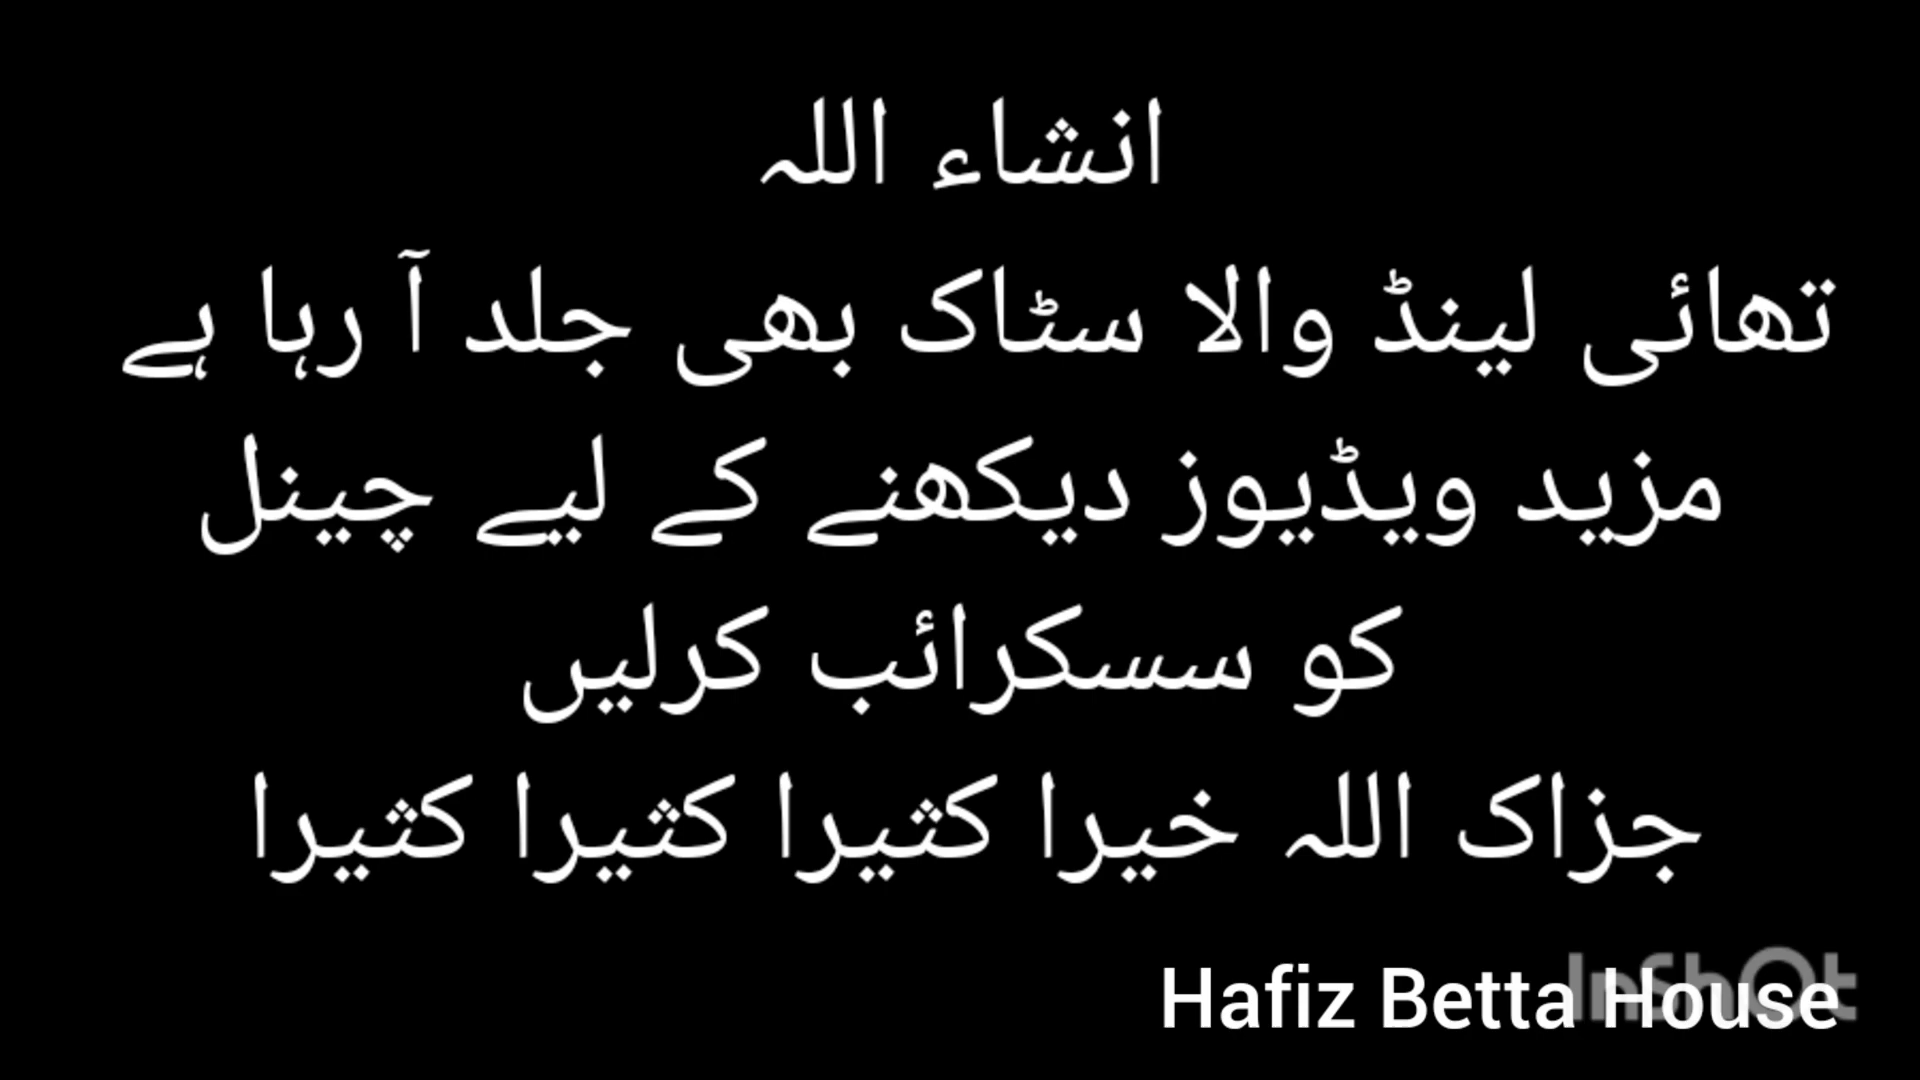 انشاء اللہ
تھائی لینڈ والا سٹاک بھی جلد آ رہا ہے
مزید ویڈیوز دیکھنے کے لیے چینل
کو سسکرائب کرلیں
جزاک اللہ خیرا کثیرا کثیرا کثیرا
Hafiz Betta House
InShOt